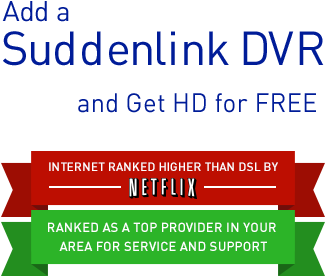 Add a
Suddenlink DVR
and Get HD for FREE
INTERNET RANKED HIGHER THAN DSL BY
NETFLIX
RANKED AS A TOP PROVIDER IN YOUR
AREA FOR SERVICE AND SUPPORT